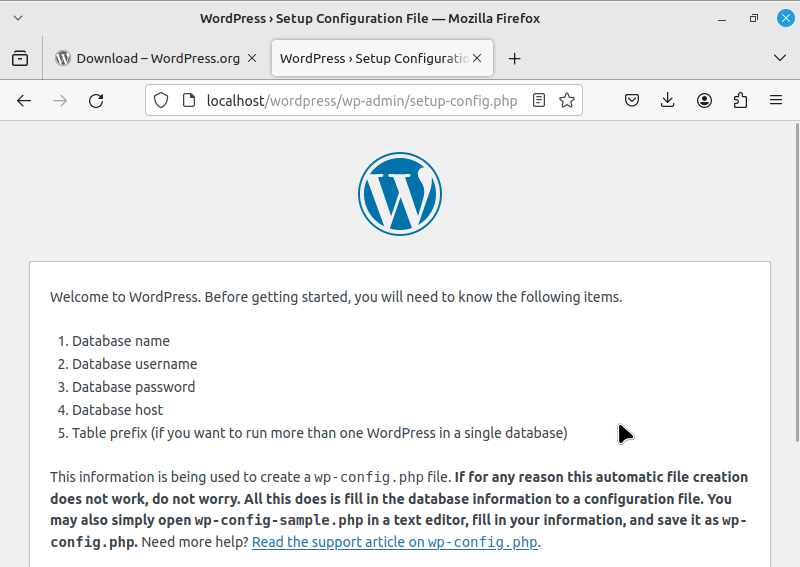 WordPress › Setup Configuration File — Mozilla Firefox
Download – WordPress.org
WordPress › Setup Configuratio
localhost/wordpress/wp-admin/setup-config.php
Welcome to WordPress. Before getting started, you will need to know the following items.
1. Database name
2. Database username
3. Database password
4. Database host
5. Table prefix (if you want to run more than one WordPress in a single database)
This information is being used to create a wp-config.php file. If for any reason this automatic file creation
does not work, do not worry. All this does is fill in the database information to a configuration file. You
may also simply open wp-config-sample.php in a text editor, fill in your information, and save it as wp-
config.php. Need more help? Read the support article on wp-config.php.